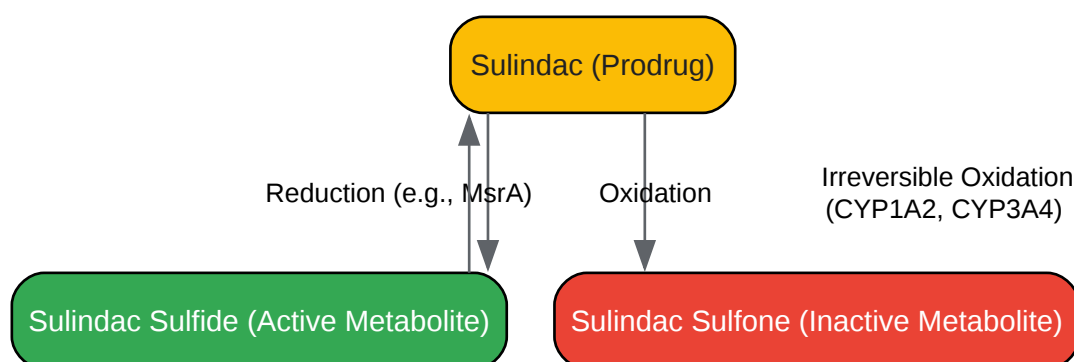 Sulindac (Prodrug)
Reduction (e.g., MsrA)
Oxidation
Irreversible Oxidation
(CYP1A2, CYP3A4)
Sulindac Sulfide (Active Metabolite)
Sulindac Sulfone (Inactive Metabolite)